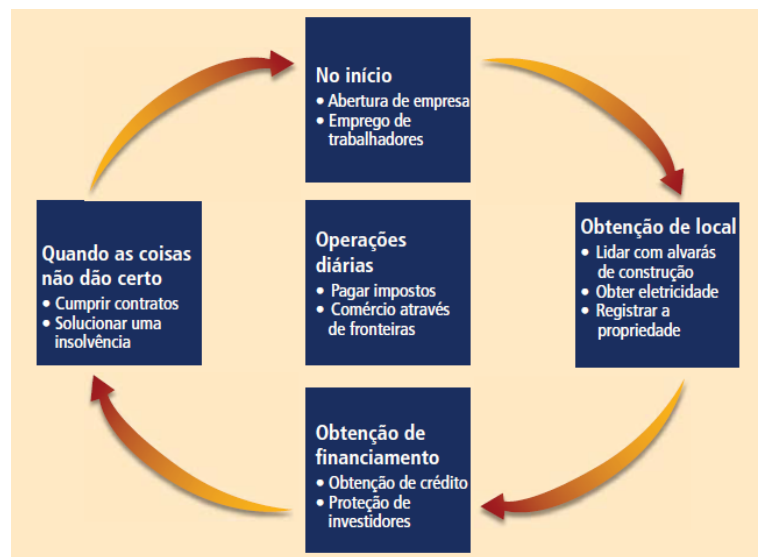 No início
• Abertura de empresa
• Emprego de
trabalhadores
Obtenção de local
• Lidar com alvarás
de construção
• Obter eletricidade
• Registrar a
propriedade
Quando as coisas
não dão certo
• Cumprir contratos
• Solucionar uma
insolvência
Operações
diárias
• Pagar impostos
• Comércio através
de fronteiras
Obtenção de
financiamento
• Obtenção de crédito
• Proteção de
investidores